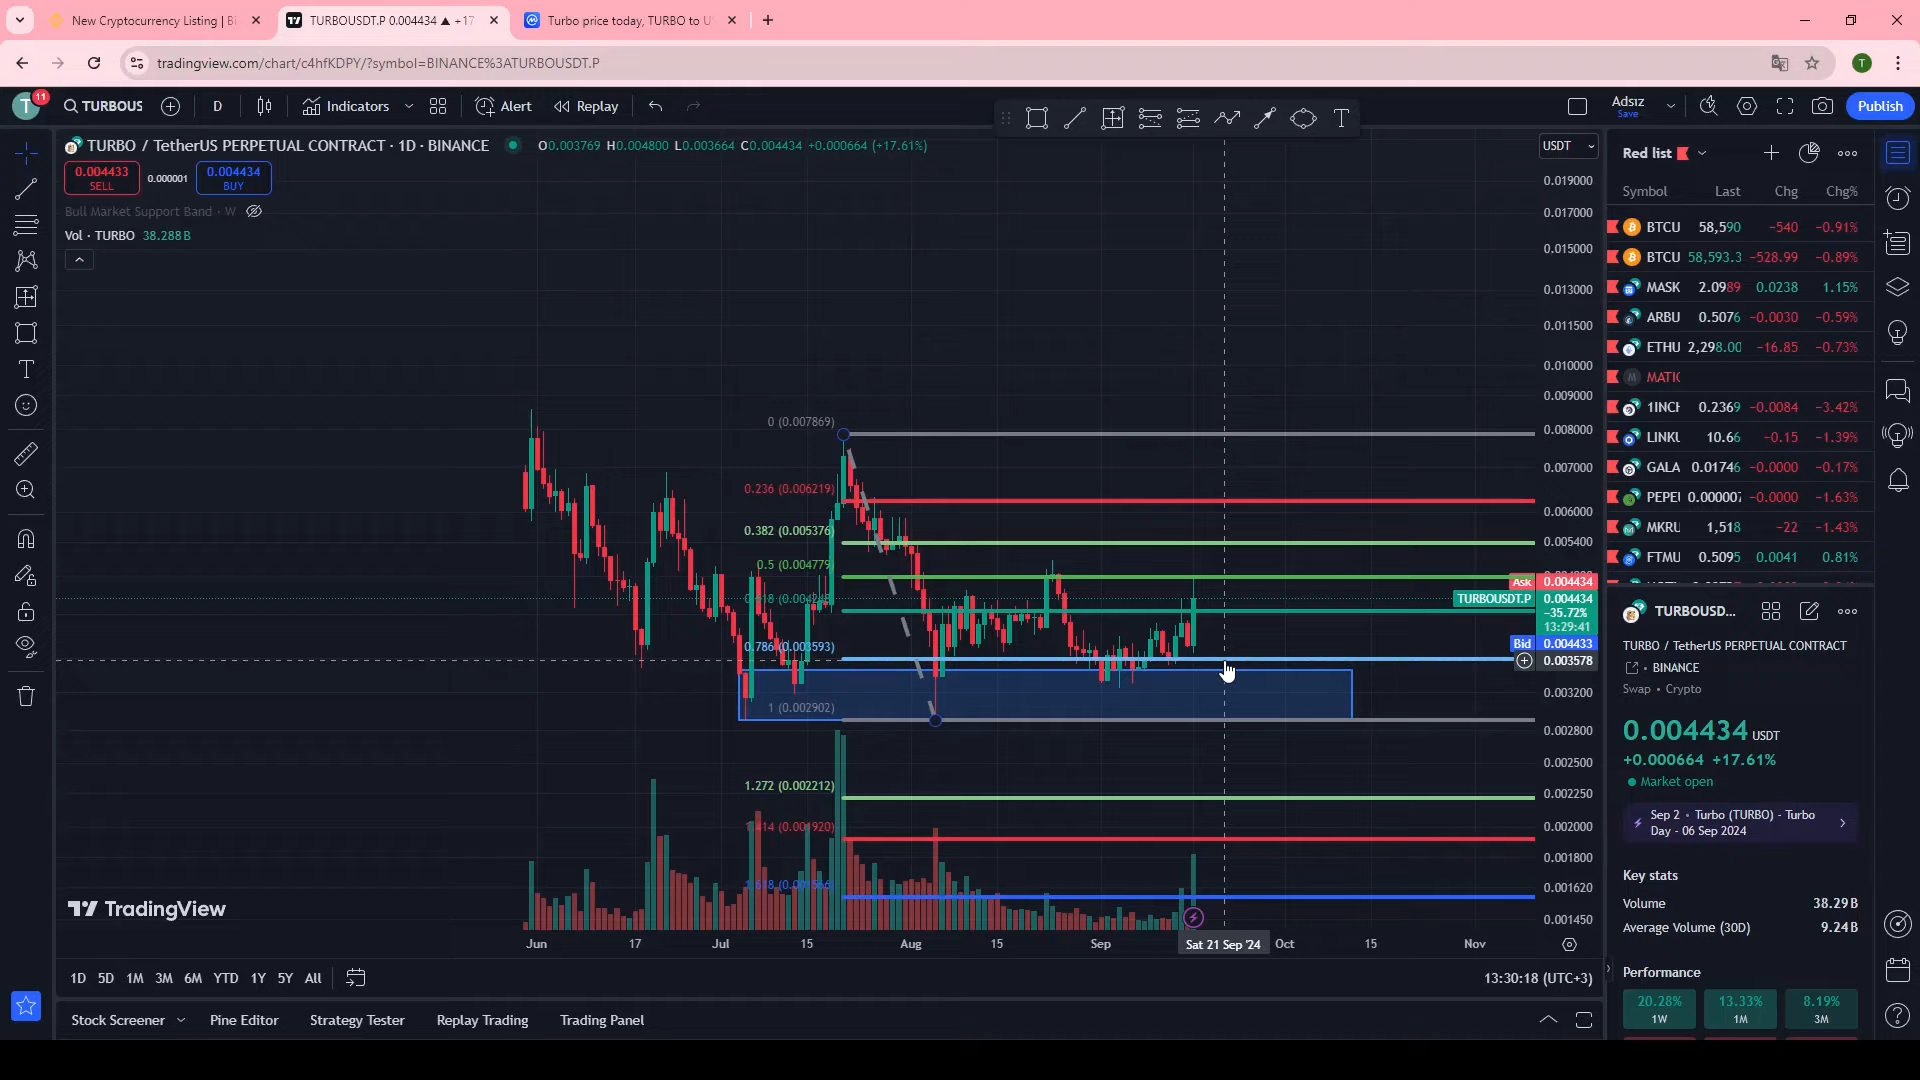 New Cryptocurrency Listing | Bi
TURBOUSDT.P 0.004434 ▲ +17
Turbo price today, TURBO to U
tradingview.com/chart/c4hfKDPY/?symbol=BINANCE%3ATURBOUSDT.P
T
T
11
TURBOUS
D
Indicators
Alert
Replay
T
Adsız
Save
Publish
TURBO / TetherUS PERPETUAL CONTRACT · 1D · BINANCE
O0.003769 H0.004800 L0.003664 C0.004434 +0.000664 (+17.61%)
0.004433
SELL
0.000001
0.004434
BUY
Bull Market Support Band · W
Vol · TURBO 38.288B
USDT
0.019000
0.017000
0.015000
0.013000
0.011500
0.010000
0.009000
0.008000
0.007000
0.006000
0.005400
Ask 0.004434
TURBOUSDT.P 0.004434
−35.72%
13:29:41
Bid 0.004433
0.003578
0.003200
0.002800
0.002500
0.002250
0.002000
0.001800
0.001620
0.001450
0 (0.007869)
0.236 (0.006219)
0.382 (0.005376)
0.5 (0.004779)
0.786 (0.003593)
1 (0.002902)
1.272 (0.002212)
1.414 (0.001920)
TradingView
Jun
17
Jul
15
Aug
15
Sep
Sat 21 Sep '24
Oct
15
Nov
1D
5D
1M
3M
6M
YTD
1Y
5Y
All
13:30:18 (UTC+3)
Stock Screener
Pine Editor
Strategy Tester
Replay Trading
Trading Panel
Red list
Symbol Last Chg Chg%
BTCU 58,590 −540 −0.91%
BTCU 58,593.3 −528.99 −0.89%
MASK 2.0989 0.0238 1.15%
ARBU 0.5076 −0.0030 −0.59%
ETHU 2,298.00 −16.85 −0.73%
M MATIC
1INCH 0.2369 −0.0084 −3.42%
LINKU 10.66 −0.15 −1.39%
GALA 0.01746 −0.0000 −0.17%
PEPEI 0.000007 −0.0000 −1.63%
MKRU 1,518 −22 −1.43%
FTMU 0.5095 0.0041 0.81%
TURBOUSD...
TURBO / TetherUS PERPETUAL CONTRACT
BINANCE
Swap • Crypto
0.004434 USDT
+0.000664 +17.61%
Market open
Sep 2 • Turbo (TURBO) - Turbo
Day - 06 Sep 2024
Key stats
Volume 38.29B
Average Volume (30D) 9.24B
Performance
20.28%
1W
13.33%
1M
8.19%
3M